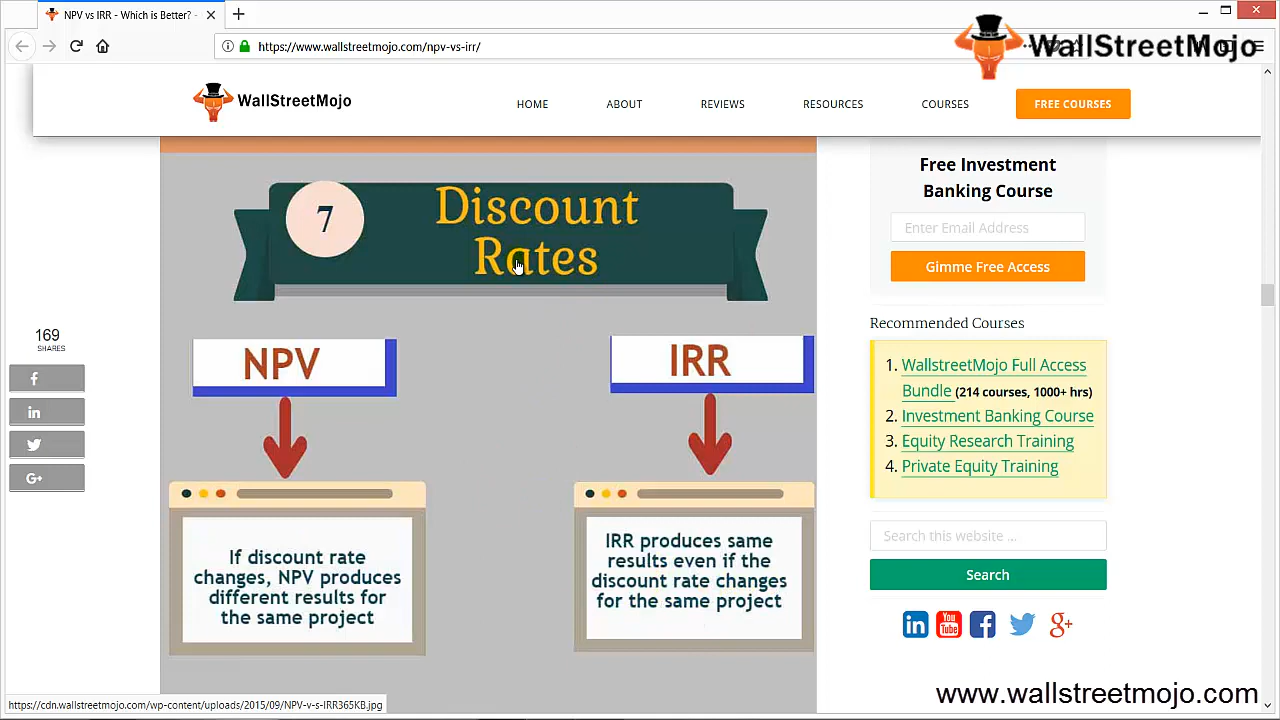 NPV vs IRR - Which is Better? -
https://www.wallstreetmojo.com/npv-vs-irr/
WallStreetMojo
WallStreetMojo
HOME
ABOUT
REVIEWS
RESOURCES
COURSES
FREE COURSES
7
Discount
Rates
NPV
IRR
If discount rate
changes, NPV produces
different results for
the same project
IRR produces same
results even if the
discount rate changes
for the same project
169
SHARES
Free Investment
Banking Course
Enter Email Address
Gimme Free Access
Recommended Courses
1. WallstreetMojo Full Access
Bundle (214 courses, 1000+ hrs)
2. Investment Banking Course
3. Equity Research Training
4. Private Equity Training
Search this website ...
Search
You
Tube
https://cdn.wallstreetmojo.com/wp-content/uploads/2015/09/NPV-v-s-IRR365KB.jpg
www.wallstreetmojo.com